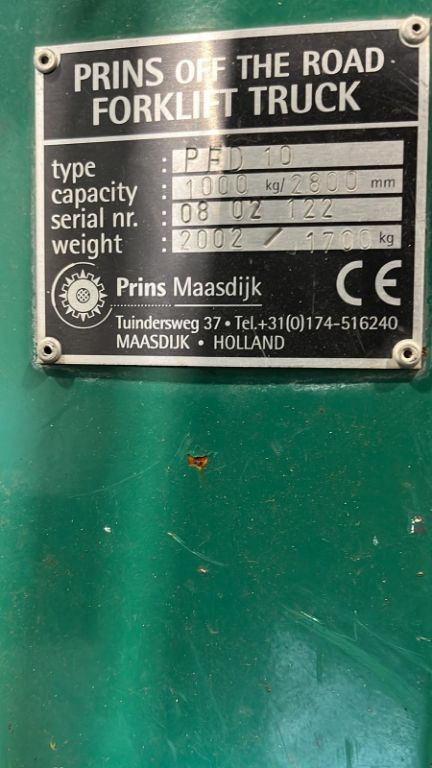 PRINS OFF THE ROAD
FORKLIFT TRUCK
type : PFD 10
capacity : 1000 kg/ 2800 mm
serial nr. : 08 02 122
weight : 2002 / 1700 kg
Prins Maasdijk CE
Tuindersweg 37 • Tel.+31(0)174-516240
MAASDIJK • HOLLAND